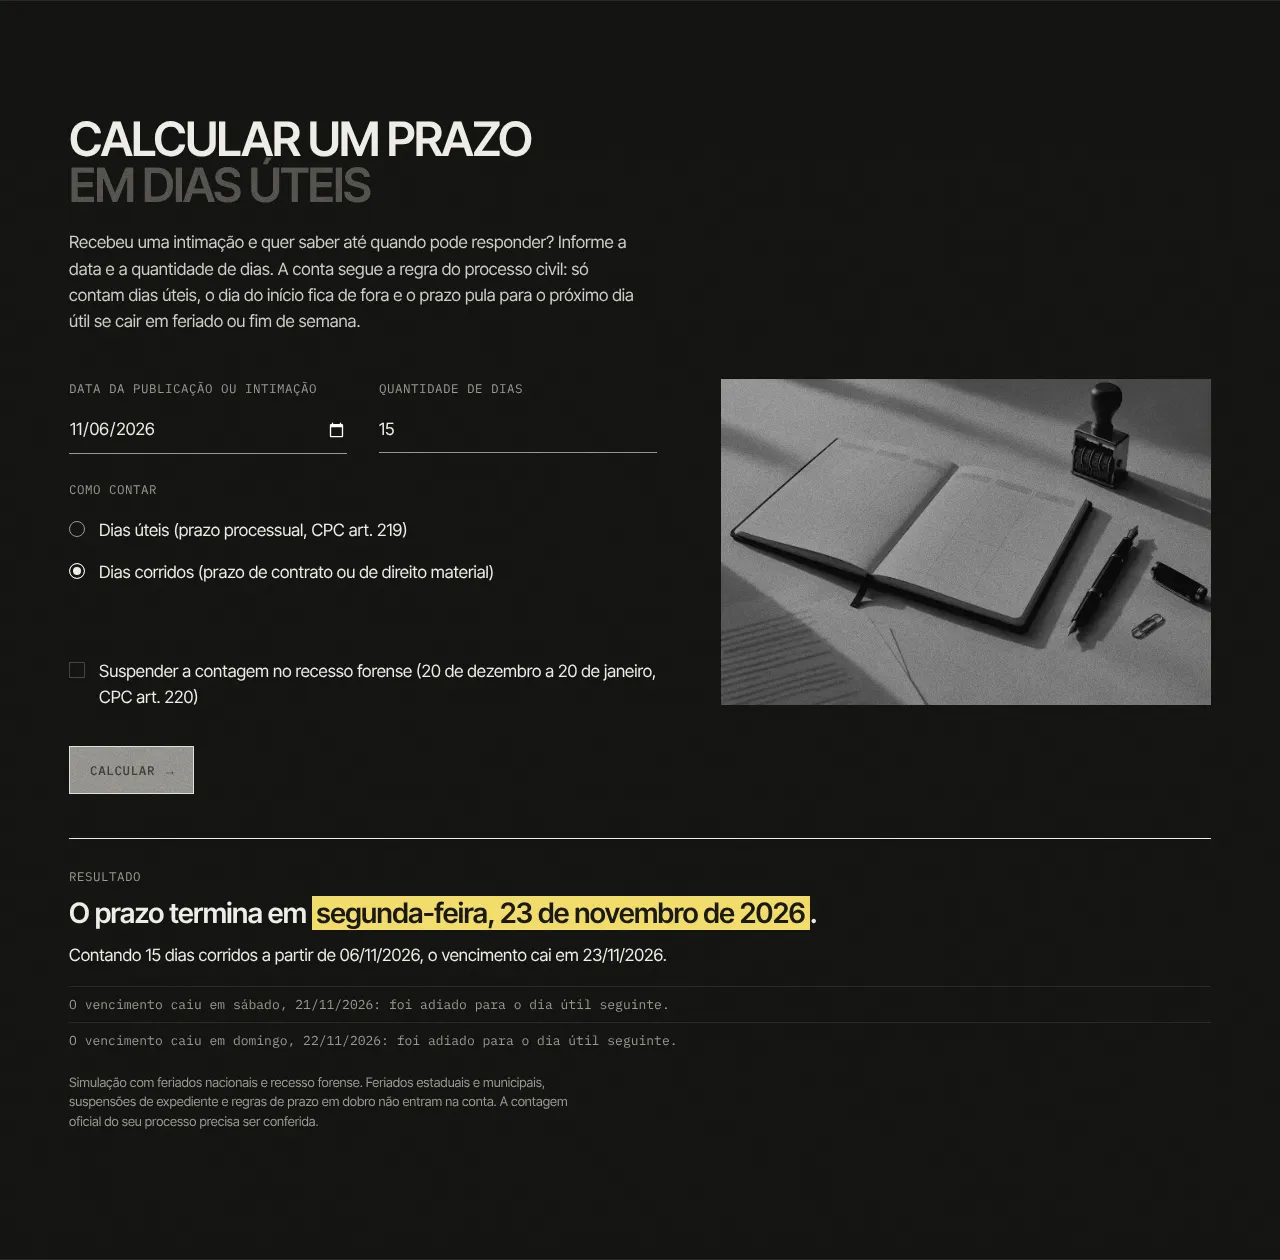 CALCULAR UM PRAZO
EM DIAS ÚTEIS
Recebeu uma intimação e quer saber até quando pode responder? Informe a
data e a quantidade de dias. A conta segue a regra do processo civil: só
contam dias úteis, o dia do início fica de fora e o prazo pula para o próximo dia
útil se cair em feriado ou fim de semana.
DATA DA PUBLICAÇÃO OU INTIMAÇÃO
11/06/2026
QUANTIDADE DE DIAS
15
COMO CONTAR
Dias úteis (prazo processual, CPC art. 219)
Dias corridos (prazo de contrato ou de direito material)
Suspender a contagem no recesso forense (20 de dezembro a 20 de janeiro,
CPC art. 220)
CALCULAR →
RESULTADO
O prazo termina em segunda-feira, 23 de novembro de 2026.
Contando 15 dias corridos a partir de 06/11/2026, o vencimento cai em 23/11/2026.
O vencimento caiu em sábado, 21/11/2026: foi adiado para o dia útil seguinte.
O vencimento caiu em domingo, 22/11/2026: foi adiado para o dia útil seguinte.
Simulação com feriados nacionais e recesso forense. Feriados estaduais e municipais,
suspensões de expediente e regras de prazo em dobro não entram na conta. A contagem
oficial do seu processo precisa ser conferida.